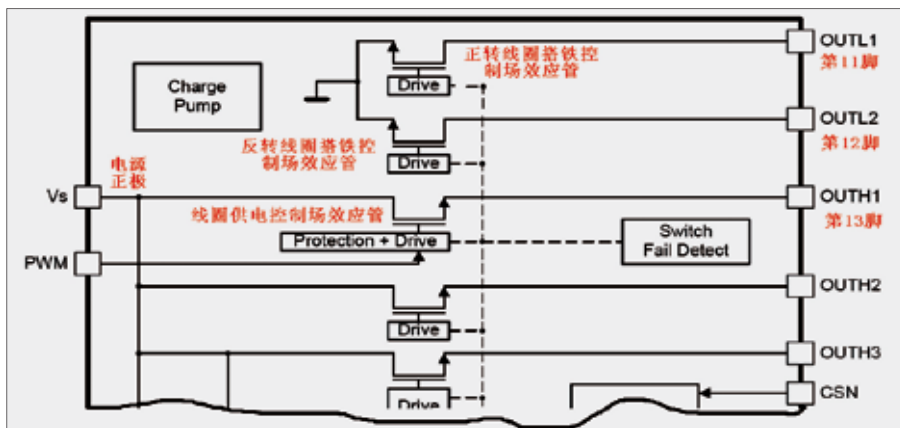 正转线圈搭铁控
制场效应管
OUTL1
第11脚
Charge
Pump
Drive
OUTL2
第12脚
反转线圈搭铁控
制场效应管
Drive
电源
正极
Vs
线圈供电控制场效应管
OUTH1
第13脚
Protection + Drive
Switch
Fail Detect
PWM
OUTH2
Drive
OUTH3
Drive
CSN